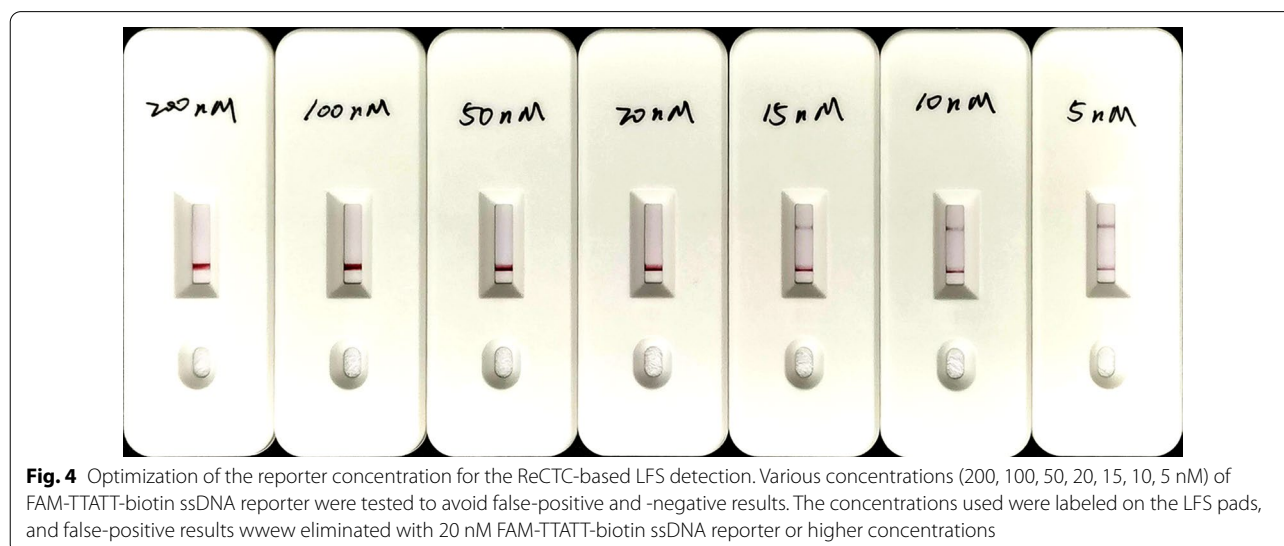 200 nM
100 nM
50 nM
20 nM
15 nM
10 nM
5 nM
Fig. 4 Optimization of the reporter concentration for the ReCTC-based LFS detection. Various concentrations (200, 100, 50, 20, 15, 10, 5 nM) of
FAM-TTATT-biotin ssDNA reporter were tested to avoid false-positive and -negative results. The concentrations used were labeled on the LFS pads,
and false-positive results wwew eliminated with 20 nM FAM-TTATT-biotin ssDNA reporter or higher concentrations